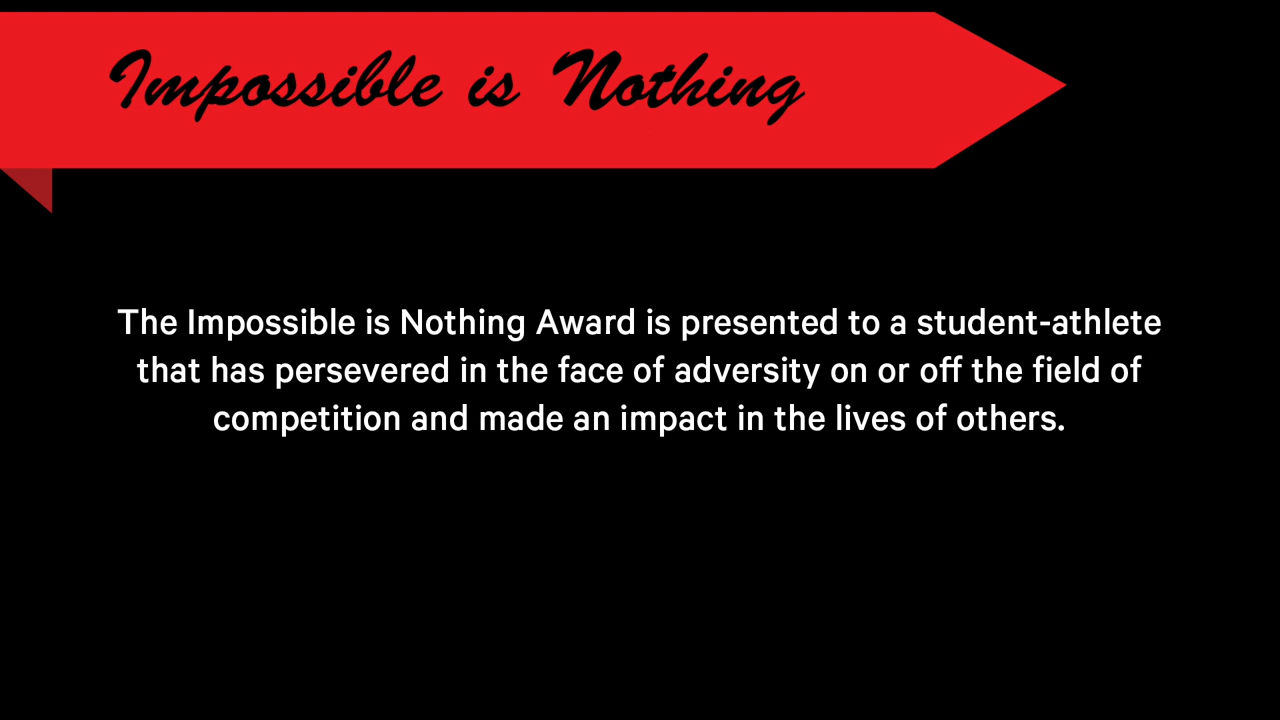 Impossible is Nothing
The Impossible is Nothing Award is presented to a student-athlete
that has persevered in the face of adversity on or off the field of
competition and made an impact in the lives of others.